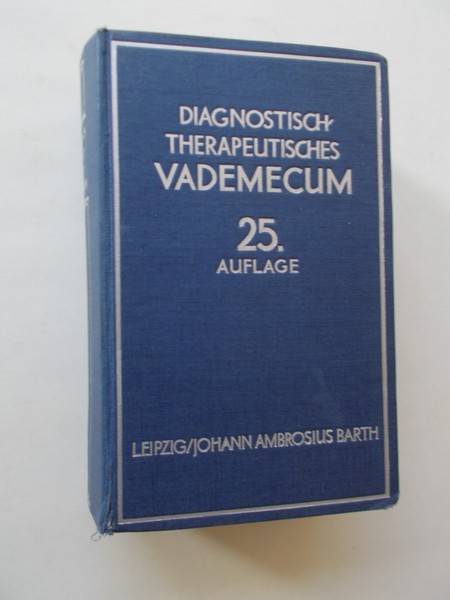 DIAGNOSTISCH-
THERAPEUTISCHES
VADEMECUM
25.
AUFLAGE
LEIPZIG/JOHANN AMBROSIUS BARTH